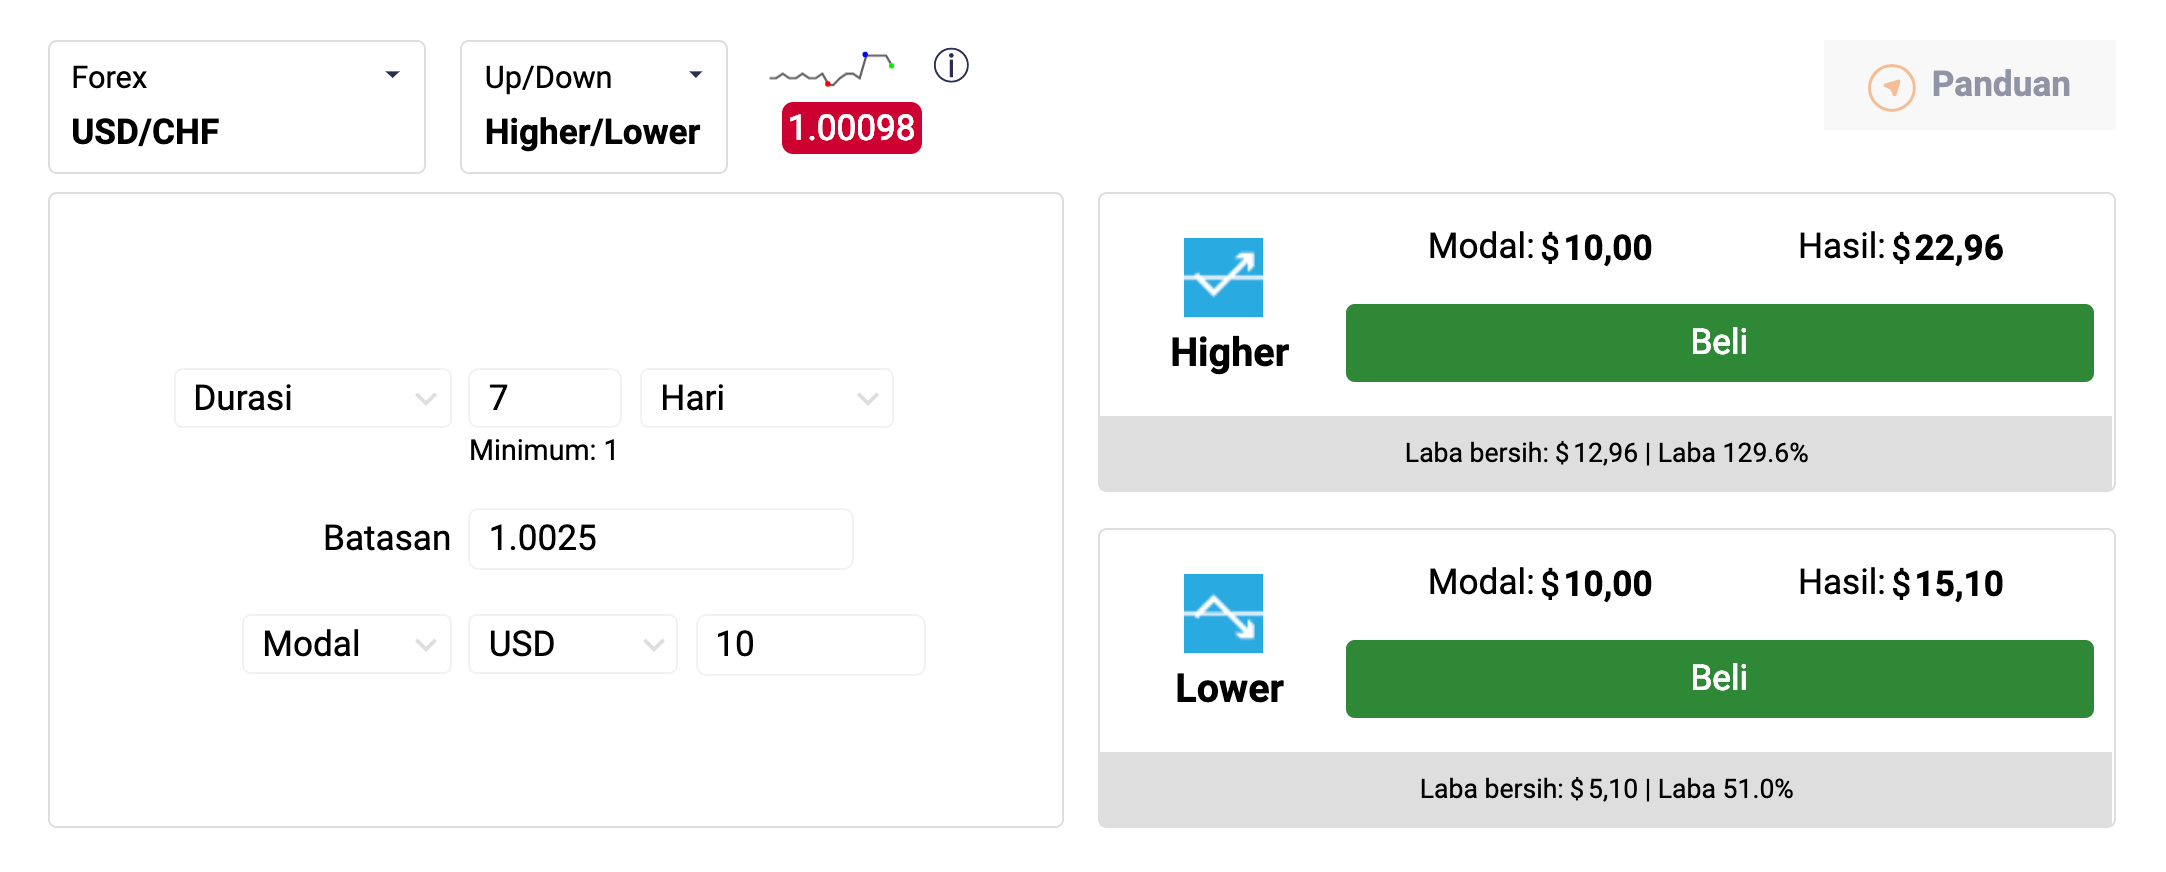 Forex
USD/CHF
Up/Down
Higher/Lower
1.00098
Panduan
Durasi
7
Hari
Minimum: 1
Batasan
1.0025
Modal
USD
10
Modal: $10,00
Hasil: $22,96
Higher
Beli
Laba bersih: $12,96 | Laba 129.6%
Modal: $10,00
Hasil: $15,10
Lower
Beli
Laba bersih: $5,10 | Laba 51.0%